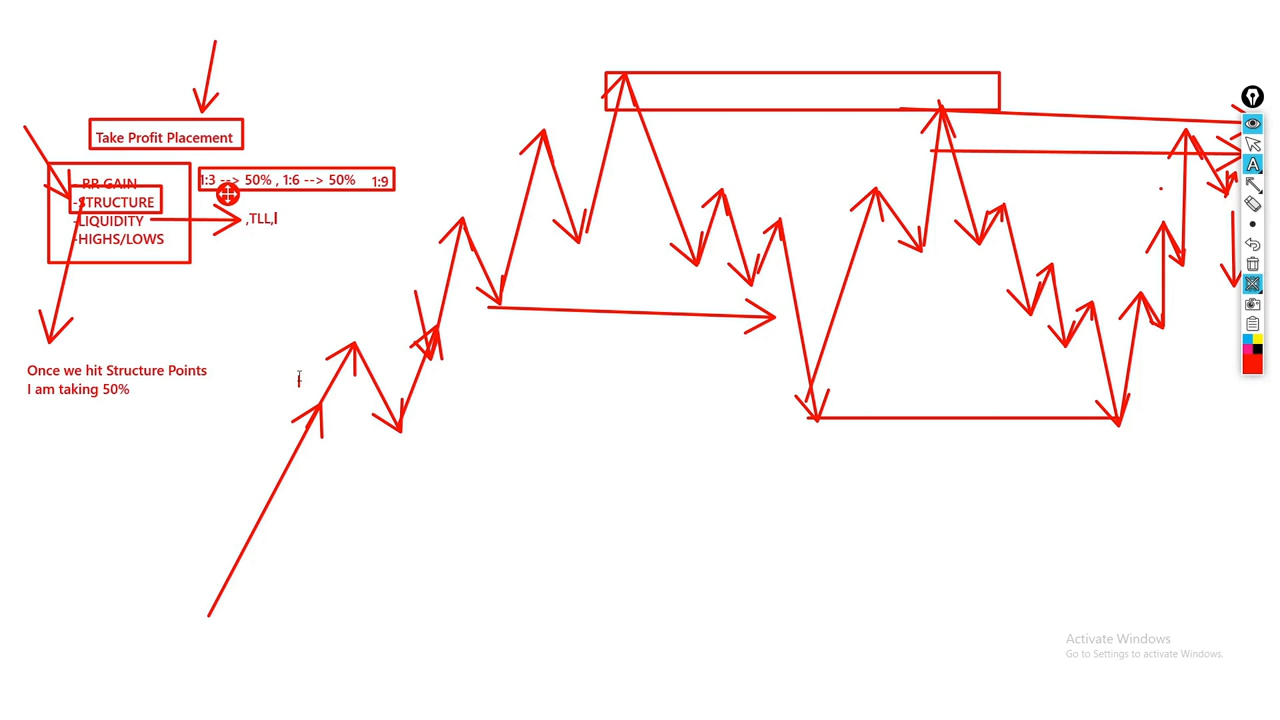 Take Profit Placement
- RR GAIN
-STRUCTURE
-LIQUIDITY
-HIGHS/LOWS
1:3 --> 50% , 1:6 --> 50% 1:9
,TLL,
Once we hit Structure Points
I am taking 50%
A
Activate Windows
Go to Settings to activate Windows.